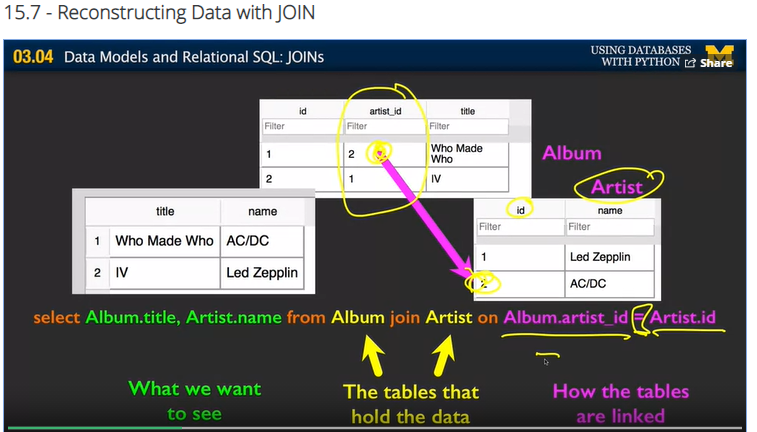 15.7 - Reconstructing Data with JOIN
03.04 Data Models and Relational SQL: JOINs
USING DATABASES
WITH PYTHON
Share
id artist_id title
Filter Filter Filter
1 2 Who Made Who
2 1 IV
Album
Artist
title name
1 Who Made Who AC/DC
2 IV Led Zepplin
id name
Filter Filter
1 Led Zepplin
2 AC/DC
select Album.title, Artist.name from Album join Artist on Album.artist_id = Artist.id
What we want
to see
The tables that
hold the data
How the tables
are linked